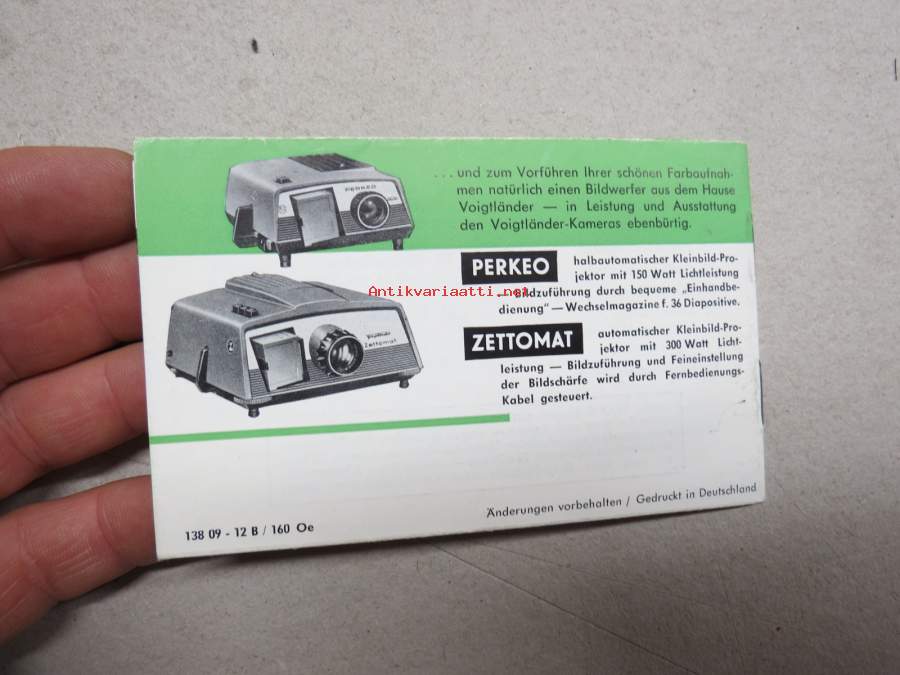 . . . und zum Vorführen Ihrer schönen Farbaufnah-
men natürlich einen Bildwerfer aus dem Hause
Voigtländer — in Leistung und Ausstattung
den Voigtländer-Kameras ebenbürtig.
PERKEO
PERKEO halbautomatischer Kleinbild-Pro-
jektor mit 150 Watt Lichtleistung
— Bildzuführung durch bequeme „Einhandbe-
dienung" — Wechselmagazine f. 36 Diapositive.
Antikvariaatti.net
Zettomat
ZETTOMAT automatischer Kleinbild-Pro-
jektor mit 300 Watt Licht-
leistung — Bildzuführung und Feineinstellung
der Bildschärfe wird durch Fernbedienungs-
Kabel gesteuert.
Änderungen vorbehalten / Gedruckt in Deutschland
138 09 - 12 B / 160 Oe